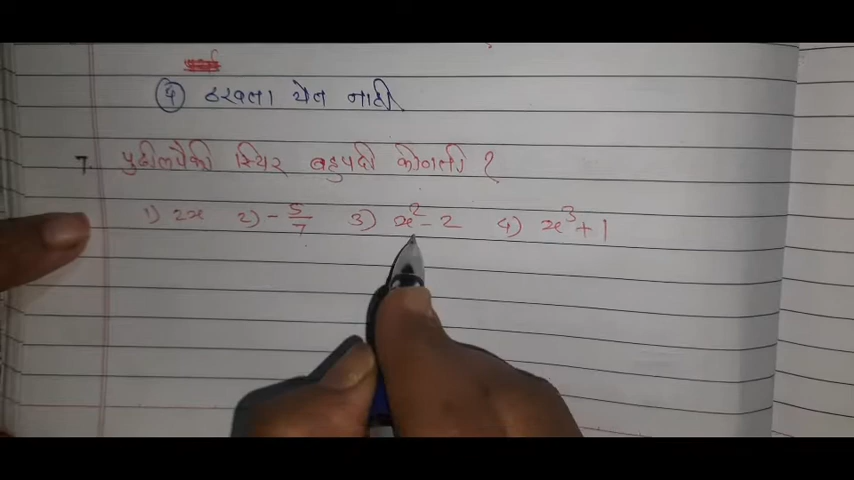 ④ ठरवता येत नाही
7. पुढीलपैकी स्थिर बहुपदी कोणती ?
1) 2x 2) - 5/7 3) x² - 2 4) x³ + 1